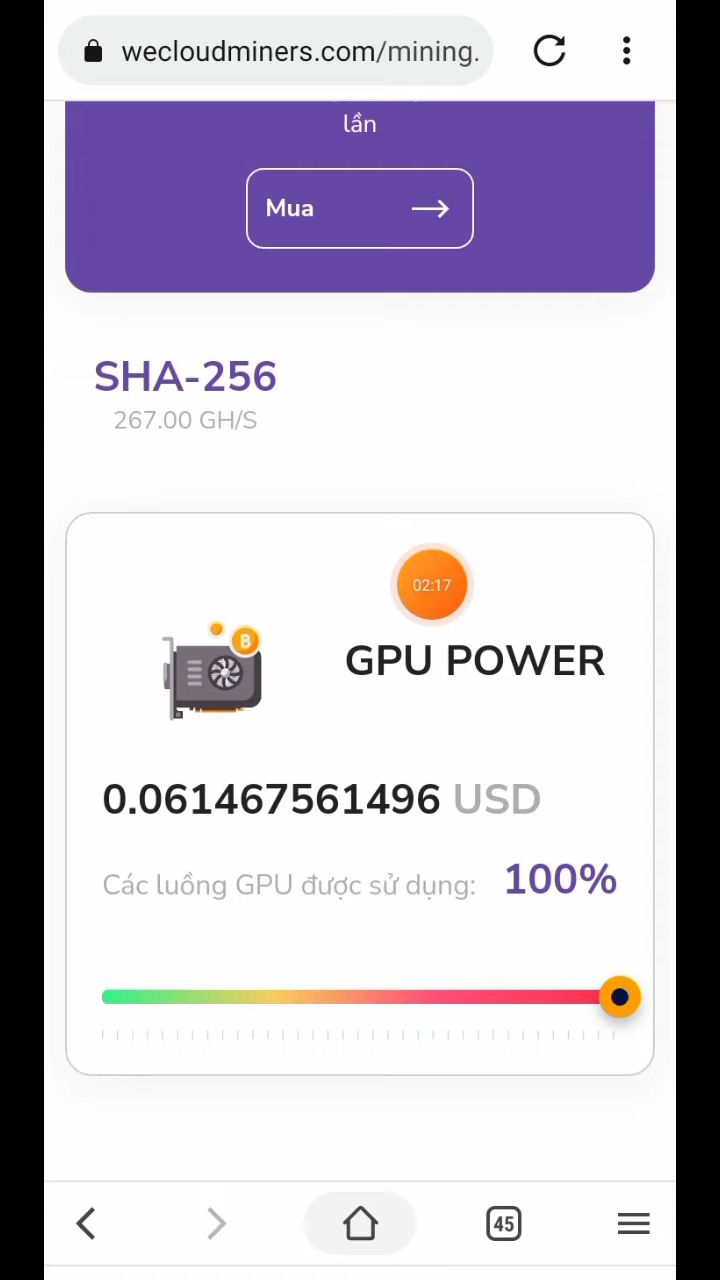 wecloudminers.com/mining.
lần
Mua
SHA-256
267.00 GH/S
02:17
GPU POWER
0.061467561496 USD
Các luồng GPU được sử dụng: 100%
45